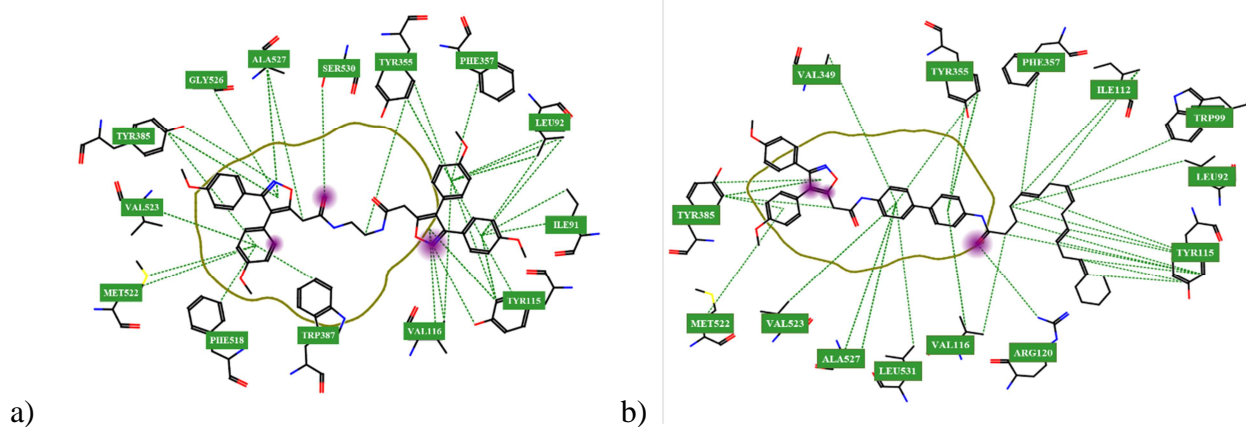 ALA527
SER530
TYR355
PHE357
GLY526
LEU92
TYR385
VAL523
ILE91
MET522
TYR115
PHE518
TRP387
VAL116
a)
VAL349
TYR355
PHE357
ILE112
TRP99
LEU92
TYR385
TYR115
MET522
VAL523
ALA527
LEU531
VAL116
ARG120
b)